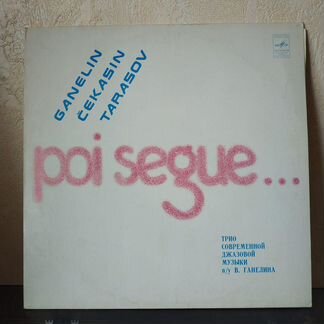 GANELIN
ČEKASIN
TARASOV
poi segue...
ТРИО
СОВРЕМЕННОЙ
ДЖАЗОВОЙ
МУЗЫКИ
п/у В. ГАНЕЛИНА